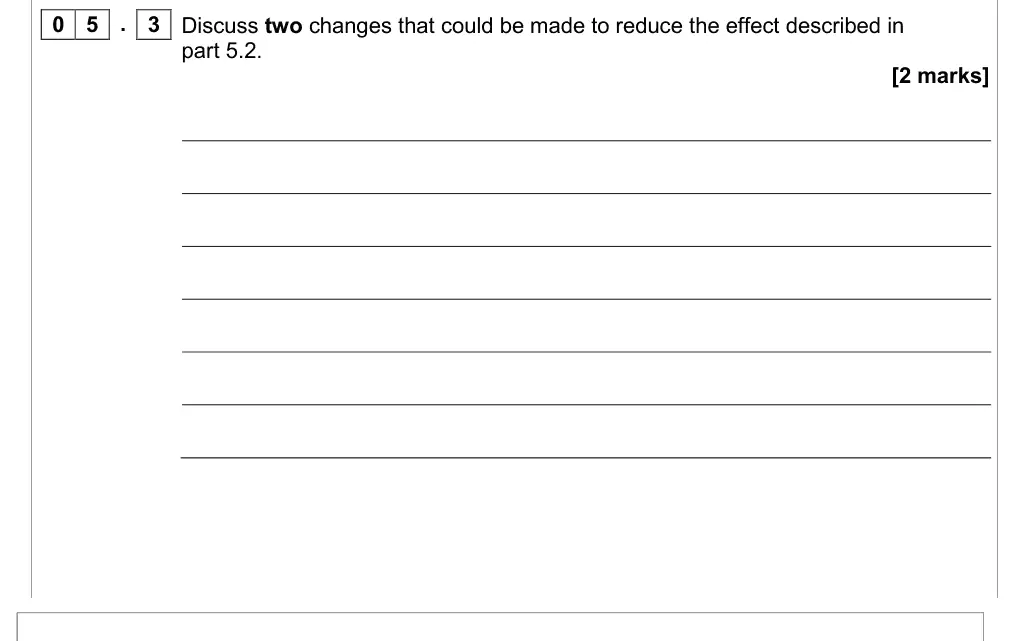 0 5 . 3 Discuss two changes that could be made to reduce the effect described in
part 5.2.
[2 marks]